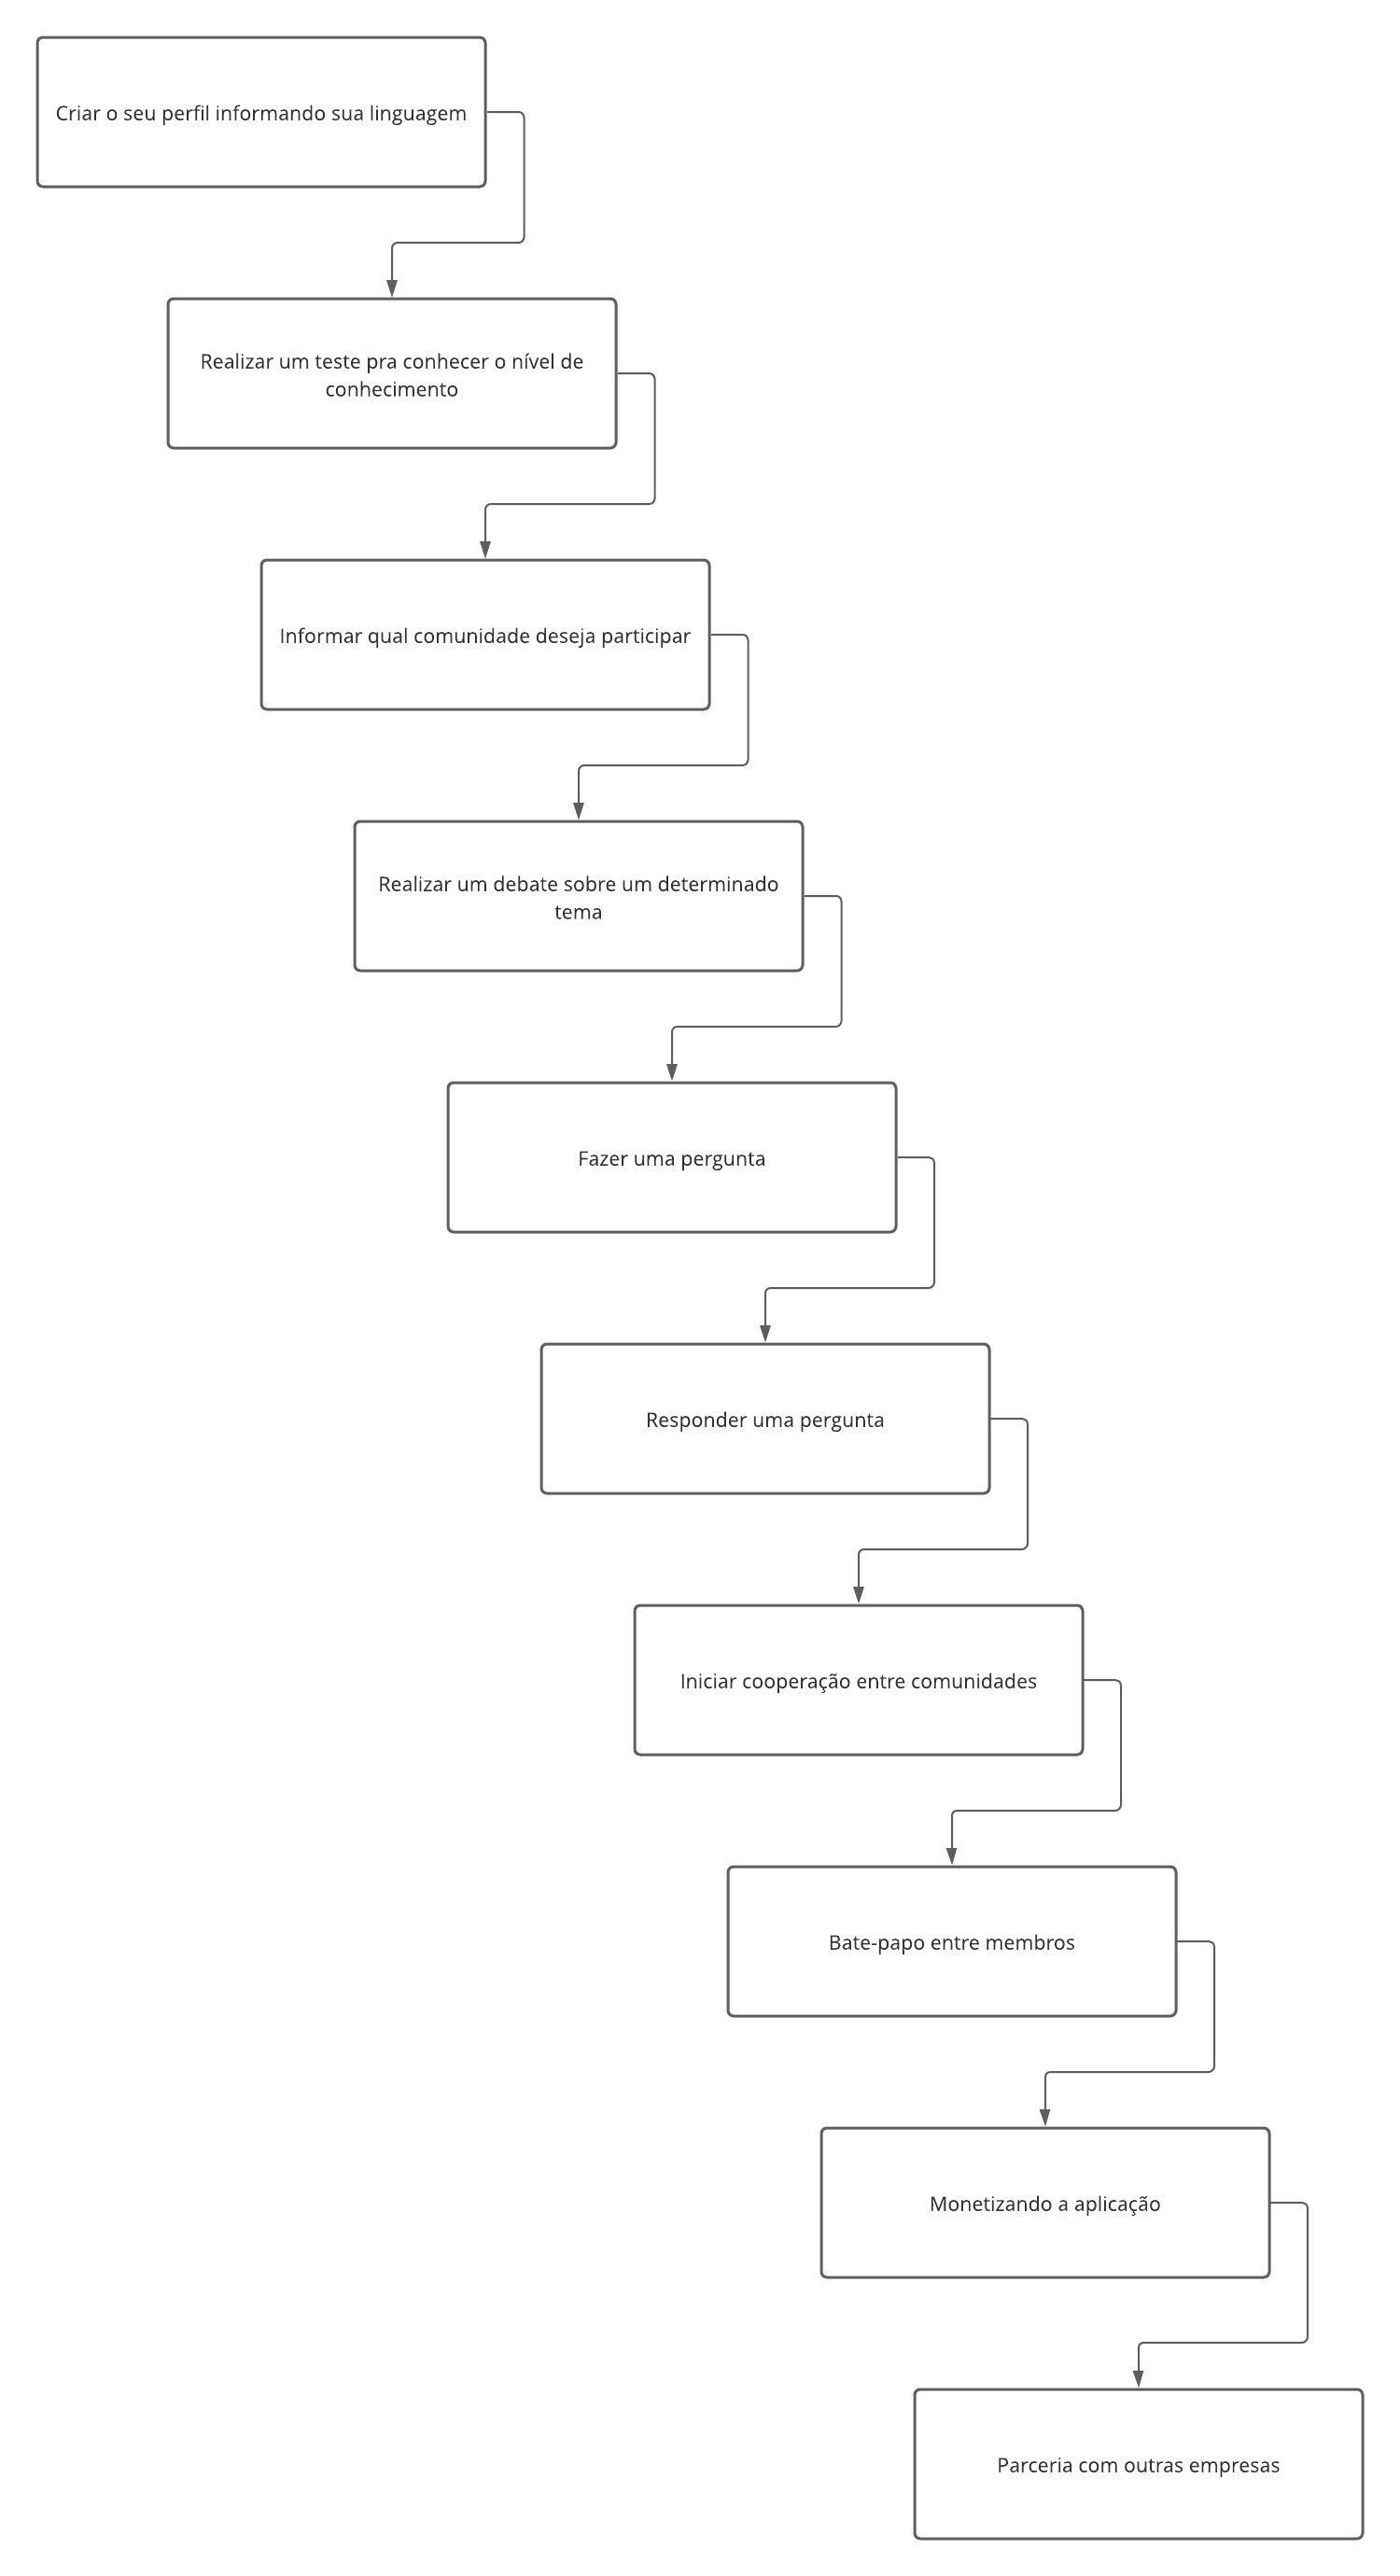 Criar o seu perfil informando sua linguagem
Realizar um teste pra conhecer o nível de
conhecimento
Informar qual comunidade deseja participar
Realizar um debate sobre um determinado
tema
Fazer uma pergunta
Responder uma pergunta
Iniciar cooperação entre comunidades
Bate-papo entre membros
Monetizando a aplicação
Parceria com outras empresas